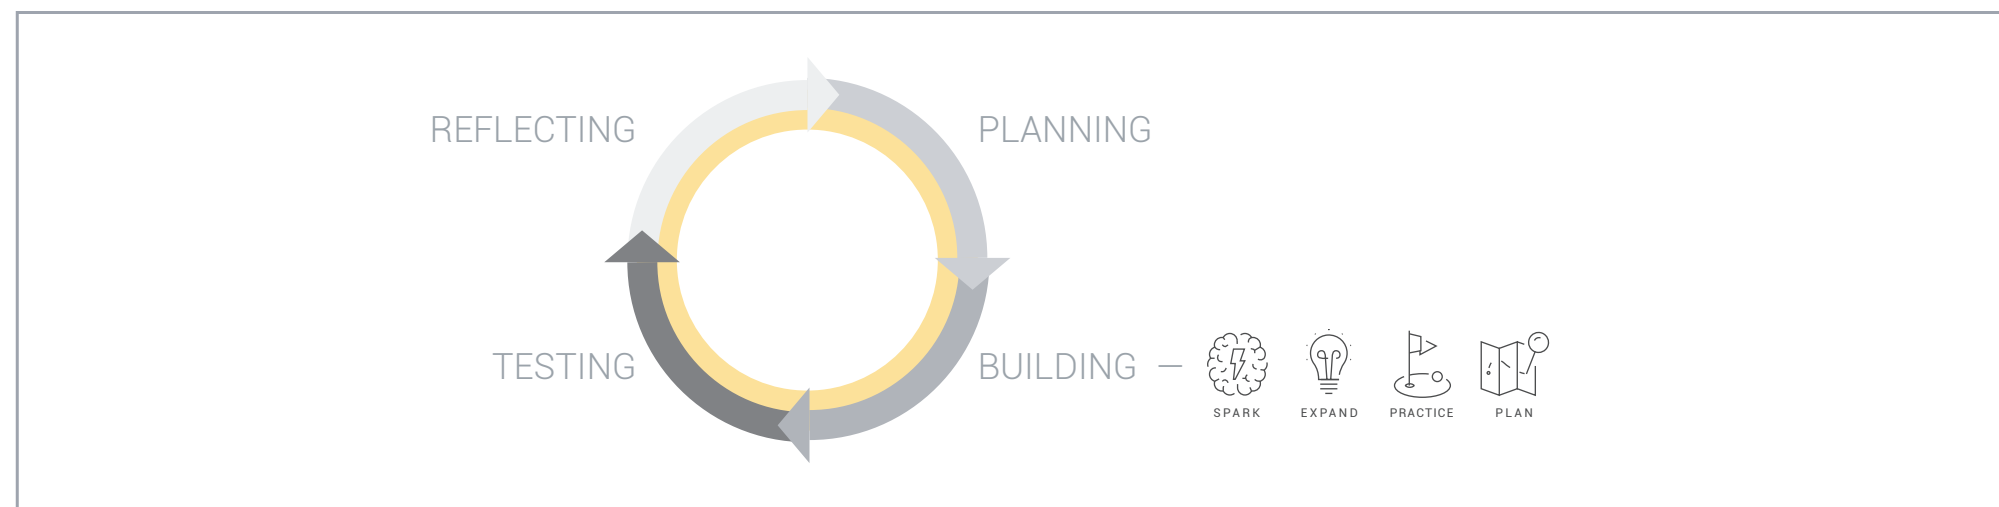 REFLECTING
PLANNING
TESTING
BUILDING
SPARK
EXPAND
PRACTICE
PLAN